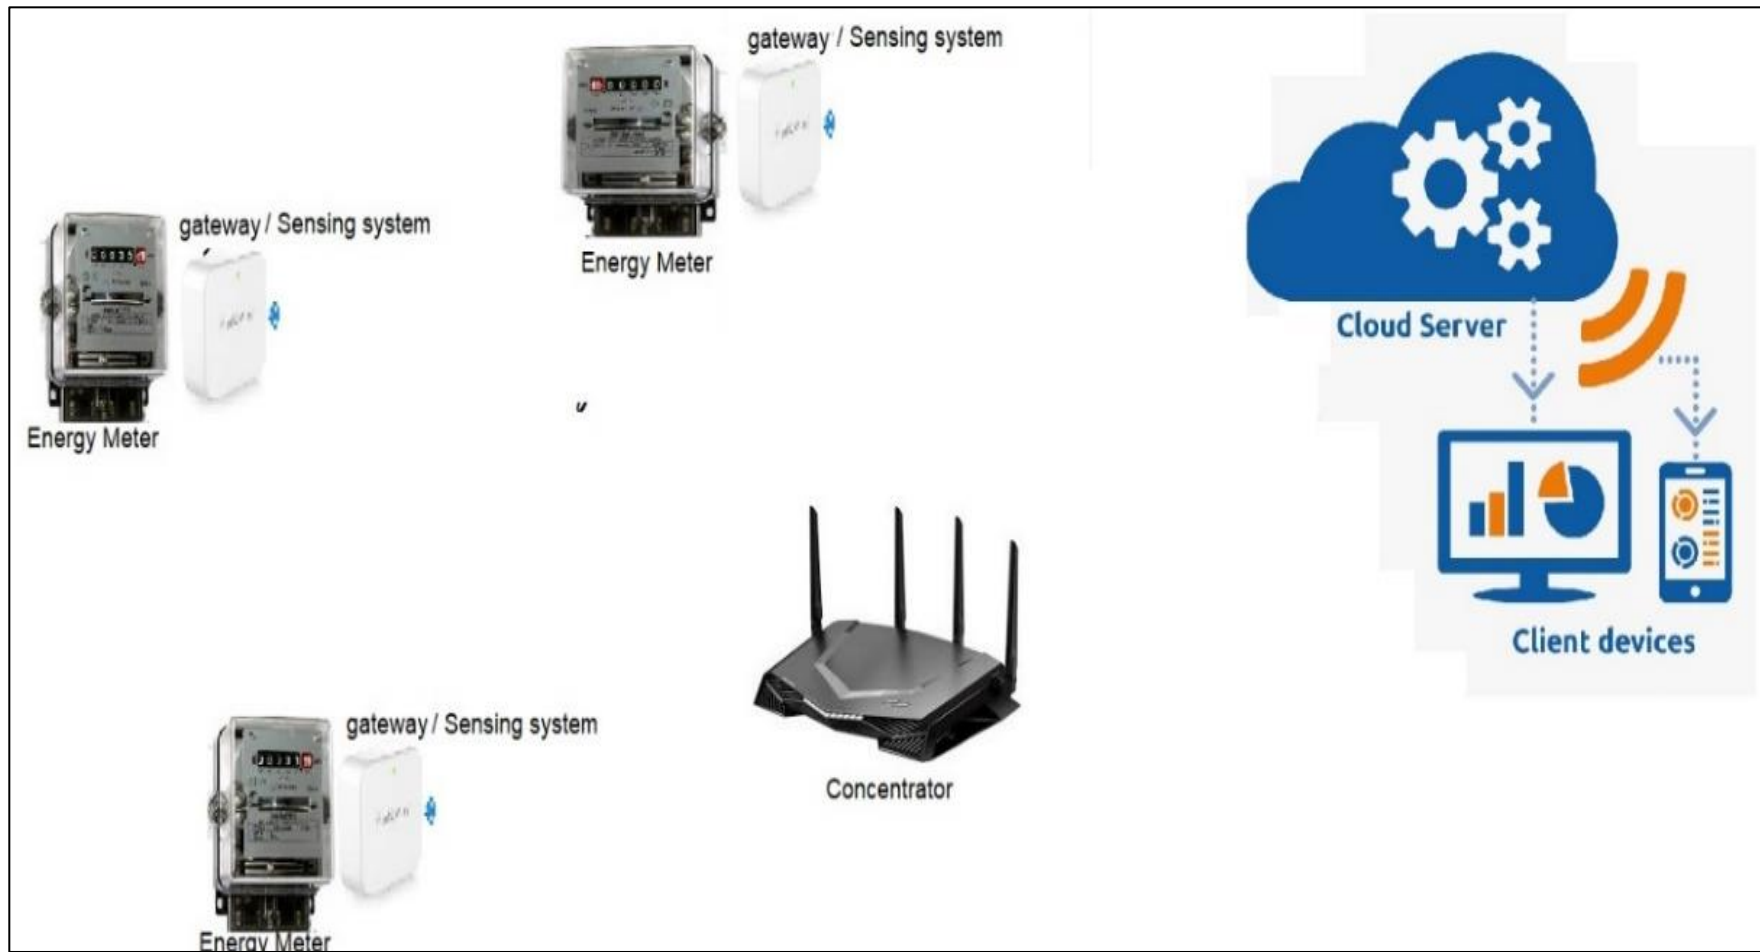 gateway / Sensing system
Energy Meter
gateway / Sensing system
Energy Meter
Cloud Server
Client devices
gateway / Sensing system
Energy Meter
Concentrator